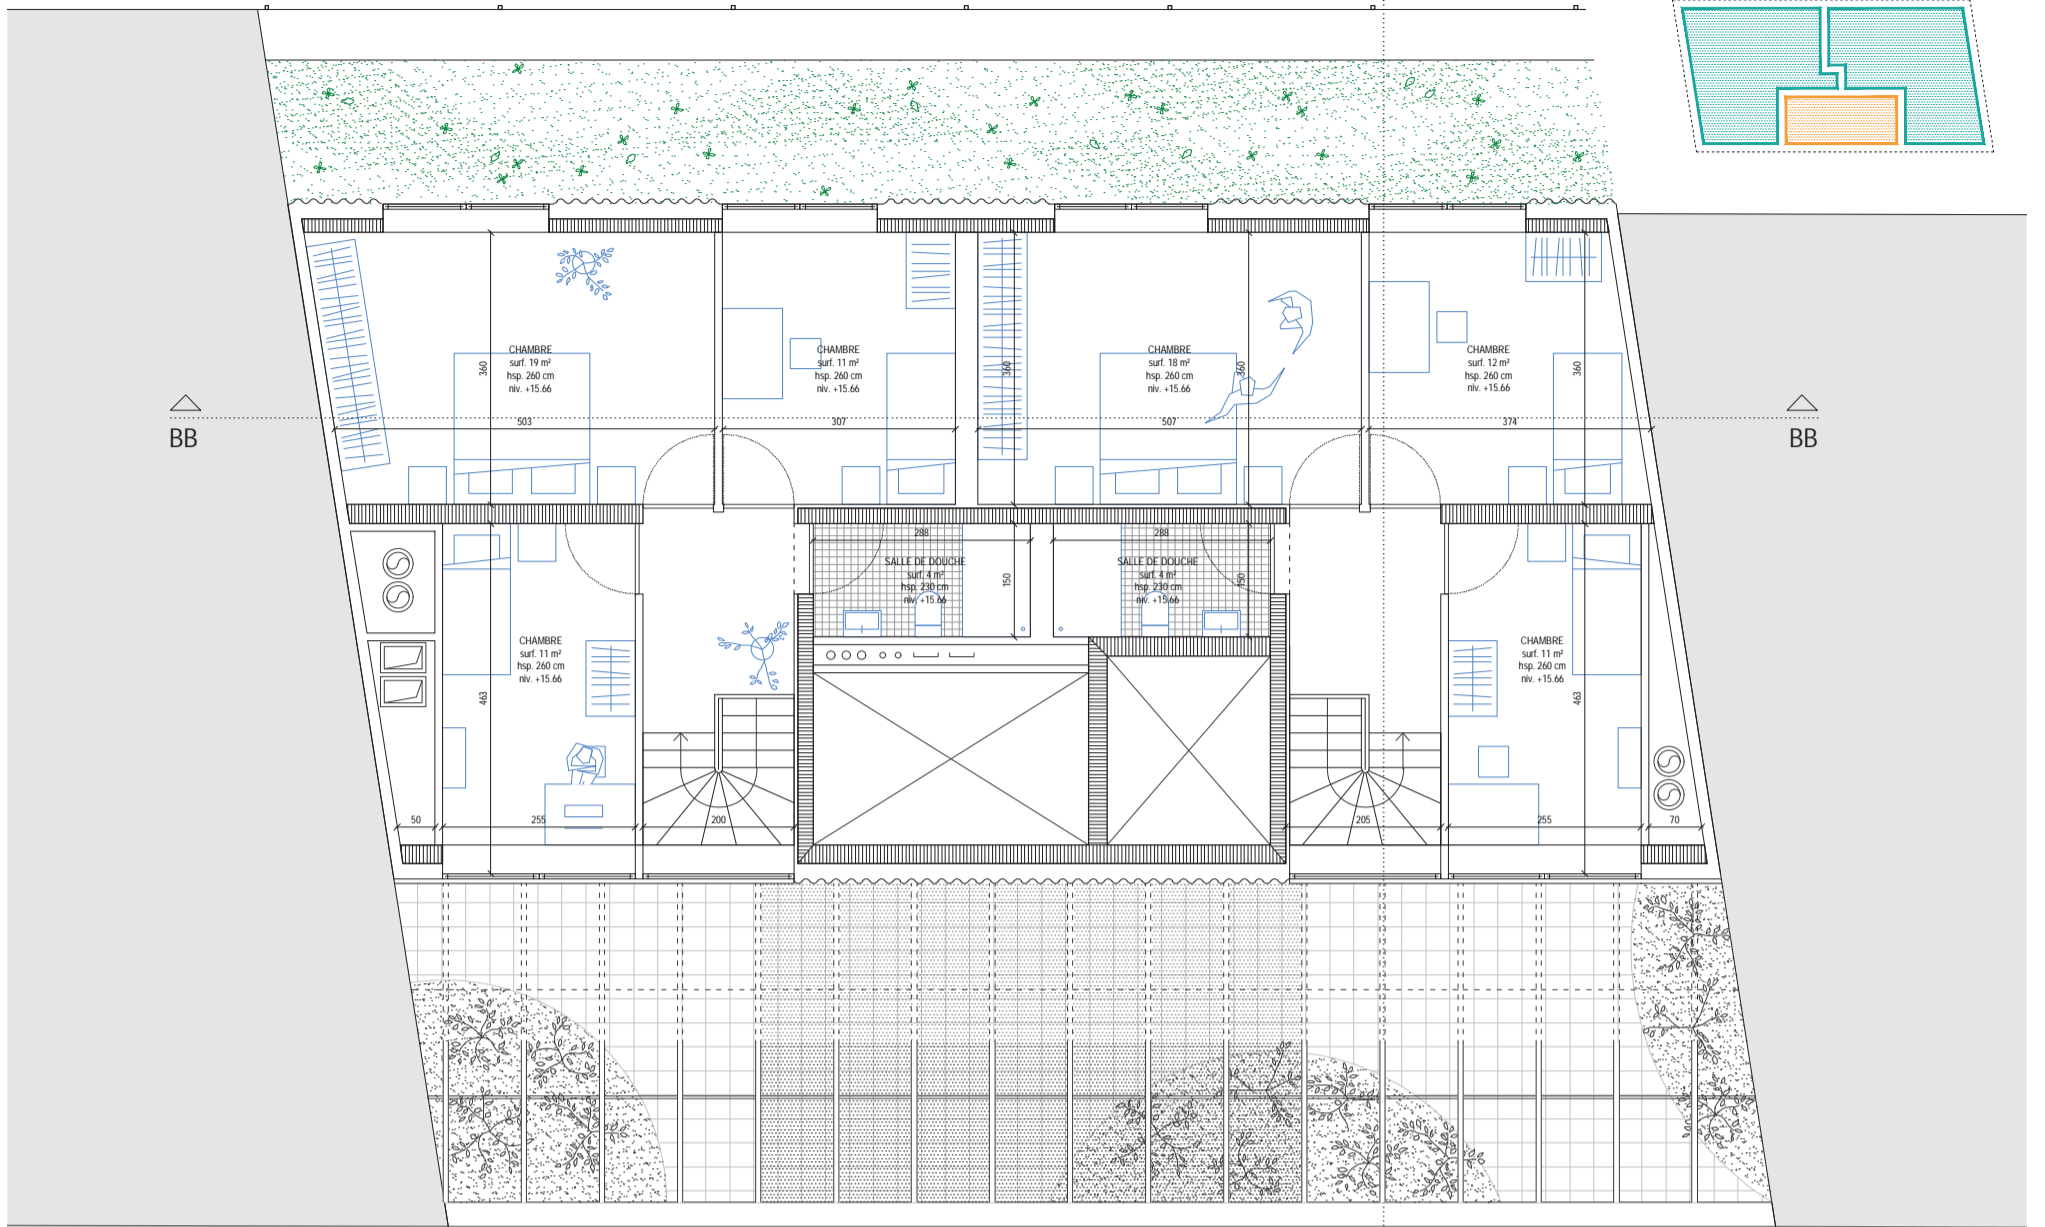 CHAMBRE
surf. 19 m²
hsp. 260 cm
niv. +15.66
360
503
CHAMBRE
surf. 11 m²
hsp. 260 cm
niv. +15.66
307
360
CHAMBRE
surf. 18 m²
hsp. 260 cm
niv. +15.66
360
507
CHAMBRE
surf. 12 m²
hsp. 260 cm
niv. +15.66
360
374
BB
BB
288
SALLE DE DOUCHE
surf. 4 m²
hsp. 230 cm
niv. +15.66
150
288
SALLE DE DOUCHE
surf. 4 m²
hsp. 230 cm
niv. +15.66
150
CHAMBRE
surf. 11 m²
hsp. 260 cm
niv. +15.66
463
CHAMBRE
surf. 11 m²
hsp. 260 cm
niv. +15.66
463
50
255
200
205
255
70